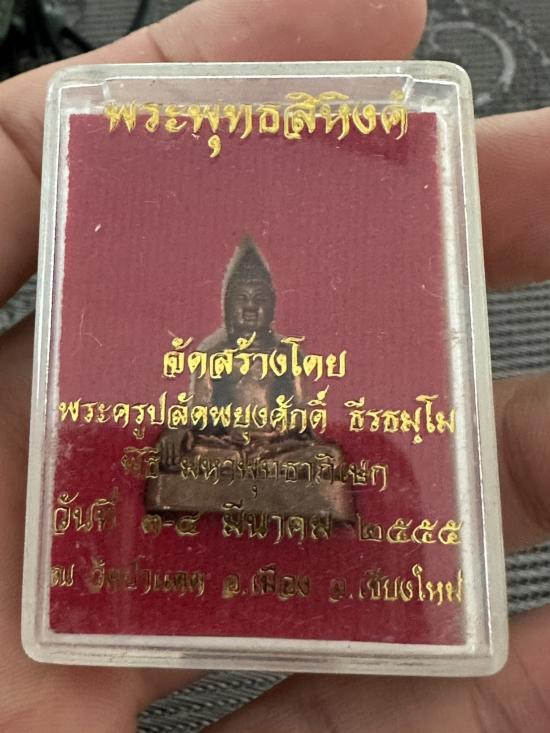 พระพุทธสิหิงค์
จัดสร้างโดย
พระครูปลัดพยุงศักดิ์ ธีรธมฺโม
พิธี มหาพุทธาภิเษก
วันที่ ๓-๔ มีนาคม ๒๕๕๕
ณ วัดป่าแดด อ.เมือง จ.เชียงใหม่